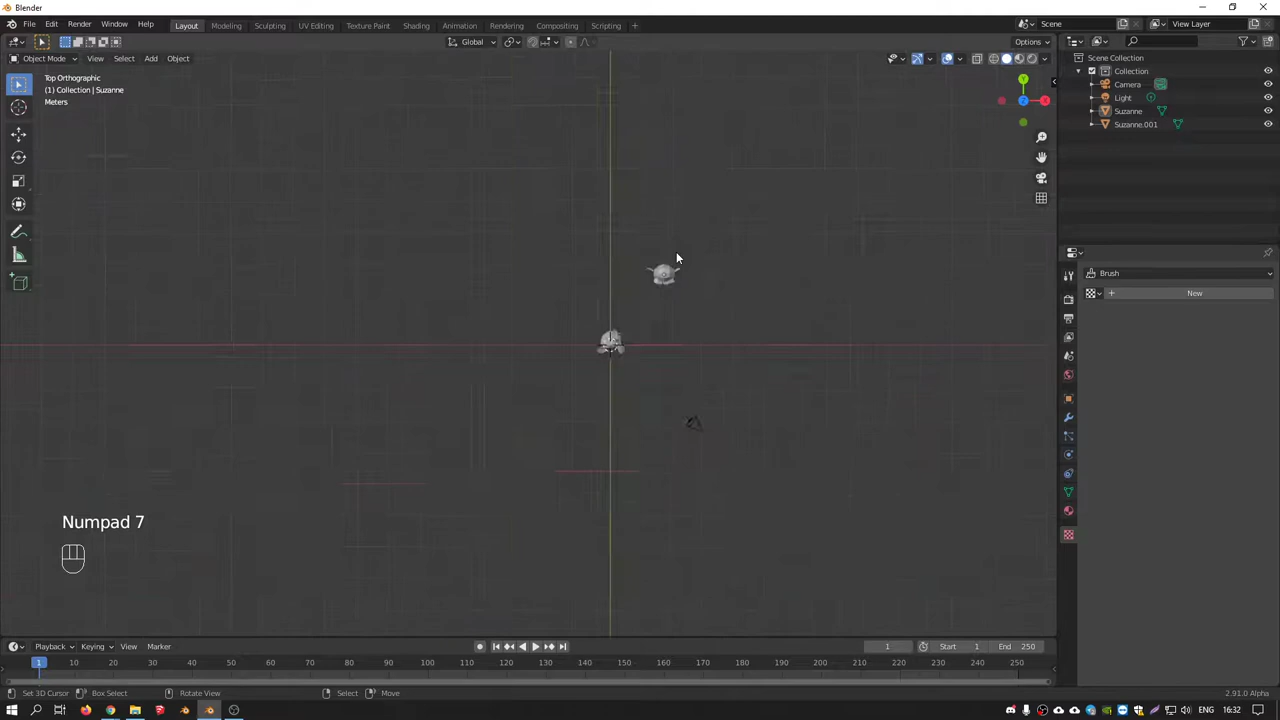 Blender
File Edit Render Window Help
Layout Modeling Sculpting UV Editing Texture Paint Shading Animation Rendering Compositing Scripting +
Scene
View Layer
Global
Options
Object Mode View Select Add Object
Top Orthographic
(1) Collection | Suzanne
Meters
X
Y
Z
Scene Collection
Collection
Camera
Light
Suzanne
Suzanne.001
Brush
+ New
Numpad 7
Playback Keying View Marker
1
Start 1
End 250
1 10 20 30 40 50 60 70 80 90 100 110 120 130 140 150 160 170 180 190 200 210 220 230 240 250
Set 3D Cursor Box Select Rotate View Select Move
2.91.0 Alpha
ENG 16:32